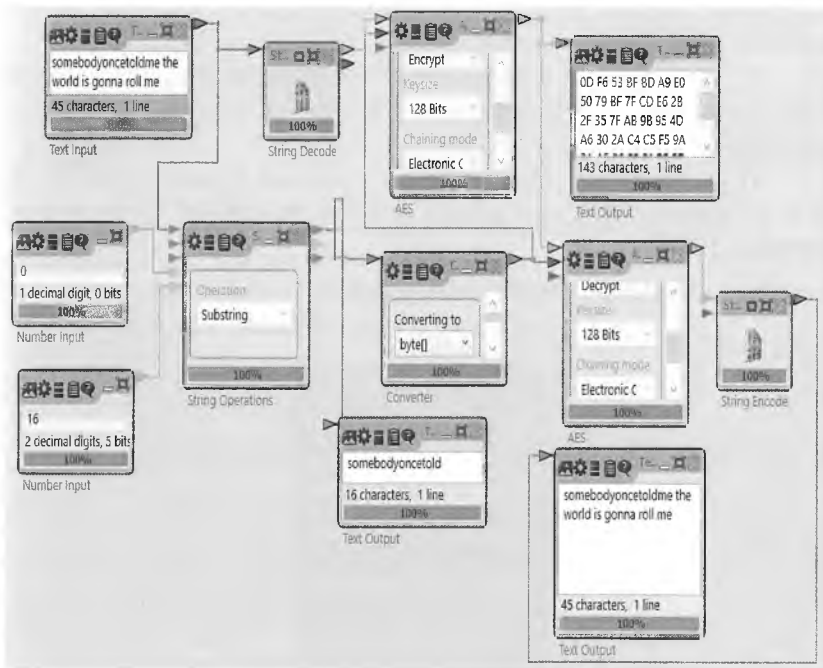 T...
somebodyoncetoldme the
world is gonna roll me
45 characters, 1 line
100%
Text Input
St...
100%
String Decode
Encrypt
Keysize
128 Bits
Chaining mode
Electronic C
100%
AES
T...
0D F6 53 BF 8D A9 E0
50 79 BF 7F CD E6 2B
2F 35 7F AB 9B 95 4D
A6 30 2A C4 C5 F5 9A
143 characters, 1 line
100%
Text Output
0
1 decimal digit, 0 bits
100%
Number Input
S...
Operation
Substring
100%
String Operations
C...
Converting to
byte[]
100%
Converter
Decrypt
Keysize
128 Bits
Chaining mode
Electronic C
100%
AES
St...
100%
String Encode
16
2 decimal digits, 5 bits
100%
Number Input
T...
somebodyoncetold
16 characters, 1 line
100%
Text Output
Te...
somebodyoncetoldme the
world is gonna roll me
45 characters, 1 line
100%
Text Output